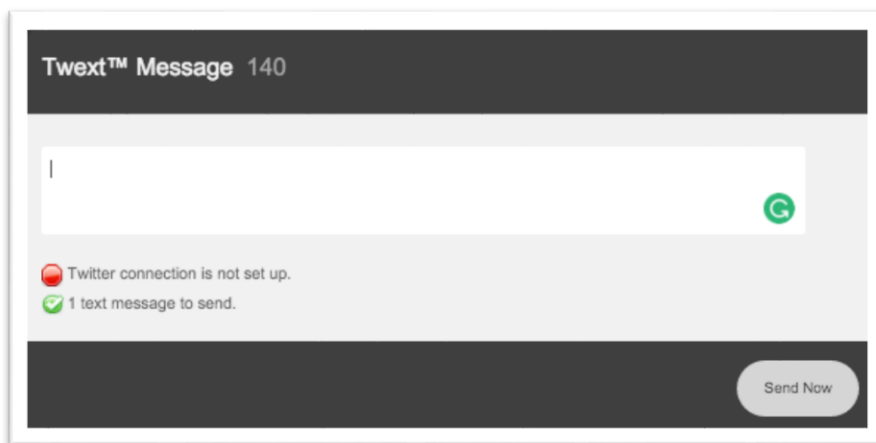 Twext™ Message 140
Twitter connection is not set up.
1 text message to send.
Send Now